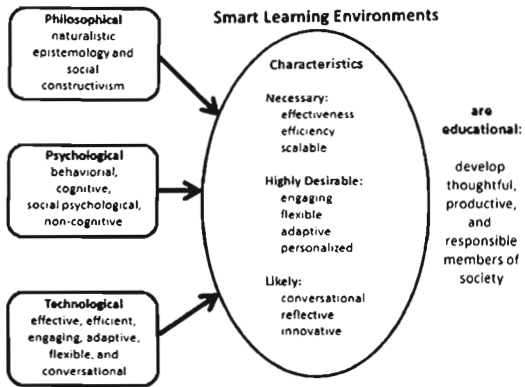 Smart Learning Environments
Philosophical
naturalistic
epistemology and
social
constructivism
Psychological
behaviorial,
cognitive,
social psychological,
non-cognitive
Technological
effective, efficient,
engaging, adaptive,
flexible, and
conversational
Characteristics
Necessary:
effectiveness
efficiency
scalable
Highly Desirable:
engaging
flexible
adaptive
personalized
Likely:
conversational
reflective
innovative
are
educational:
develop
thoughtful,
productive,
and
responsible
members of
society